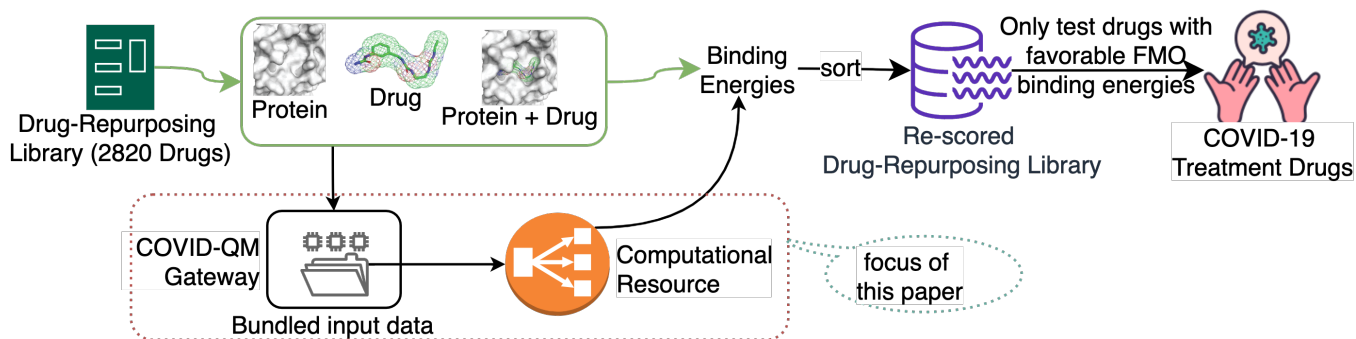 Drug-Repurposing
Library (2820 Drugs)
Protein
Drug
Protein + Drug
Binding
Energies
sort
Re-scored
Drug-Repurposing Library
Only test drugs with
favorable FMO
binding energies
COVID-19
Treatment Drugs
COVID-QM
Gateway
Bundled input data
Computational
Resource
focus of
this paper